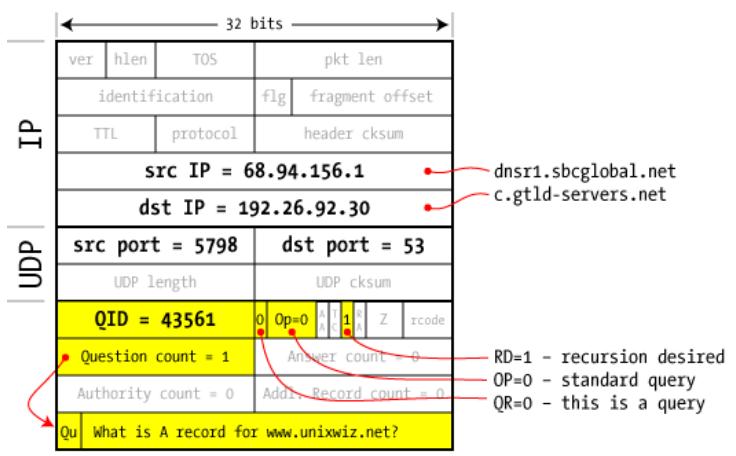 32 bits
IP
ver hlen TOS pkt len
identification flg fragment offset
TTL protocol header cksum
src IP = 68.94.156.1
dnsr1.sbcglobal.net
dst IP = 192.26.92.30
c.gtld-servers.net
UDP
src port = 5798 dst port = 53
UDP length UDP cksum
QID = 43561 0 Op=0 AA TC 1 RA Z rcode
Question count = 1 Answer count = 0
RD=1 – recursion desired
Authority count = 0 Addl. Record count = 0
OP=0 – standard query
QR=0 – this is a query
Qu What is A record for www.unixwiz.net?